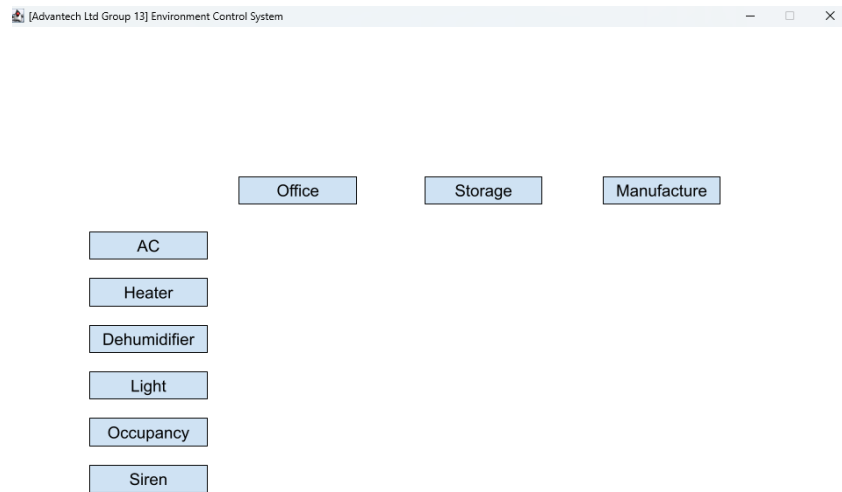 [Advantech Ltd Group 13] Environment Control System
Office Storage Manufacture
AC
Heater
Dehumidifier
Light
Occupancy
Siren